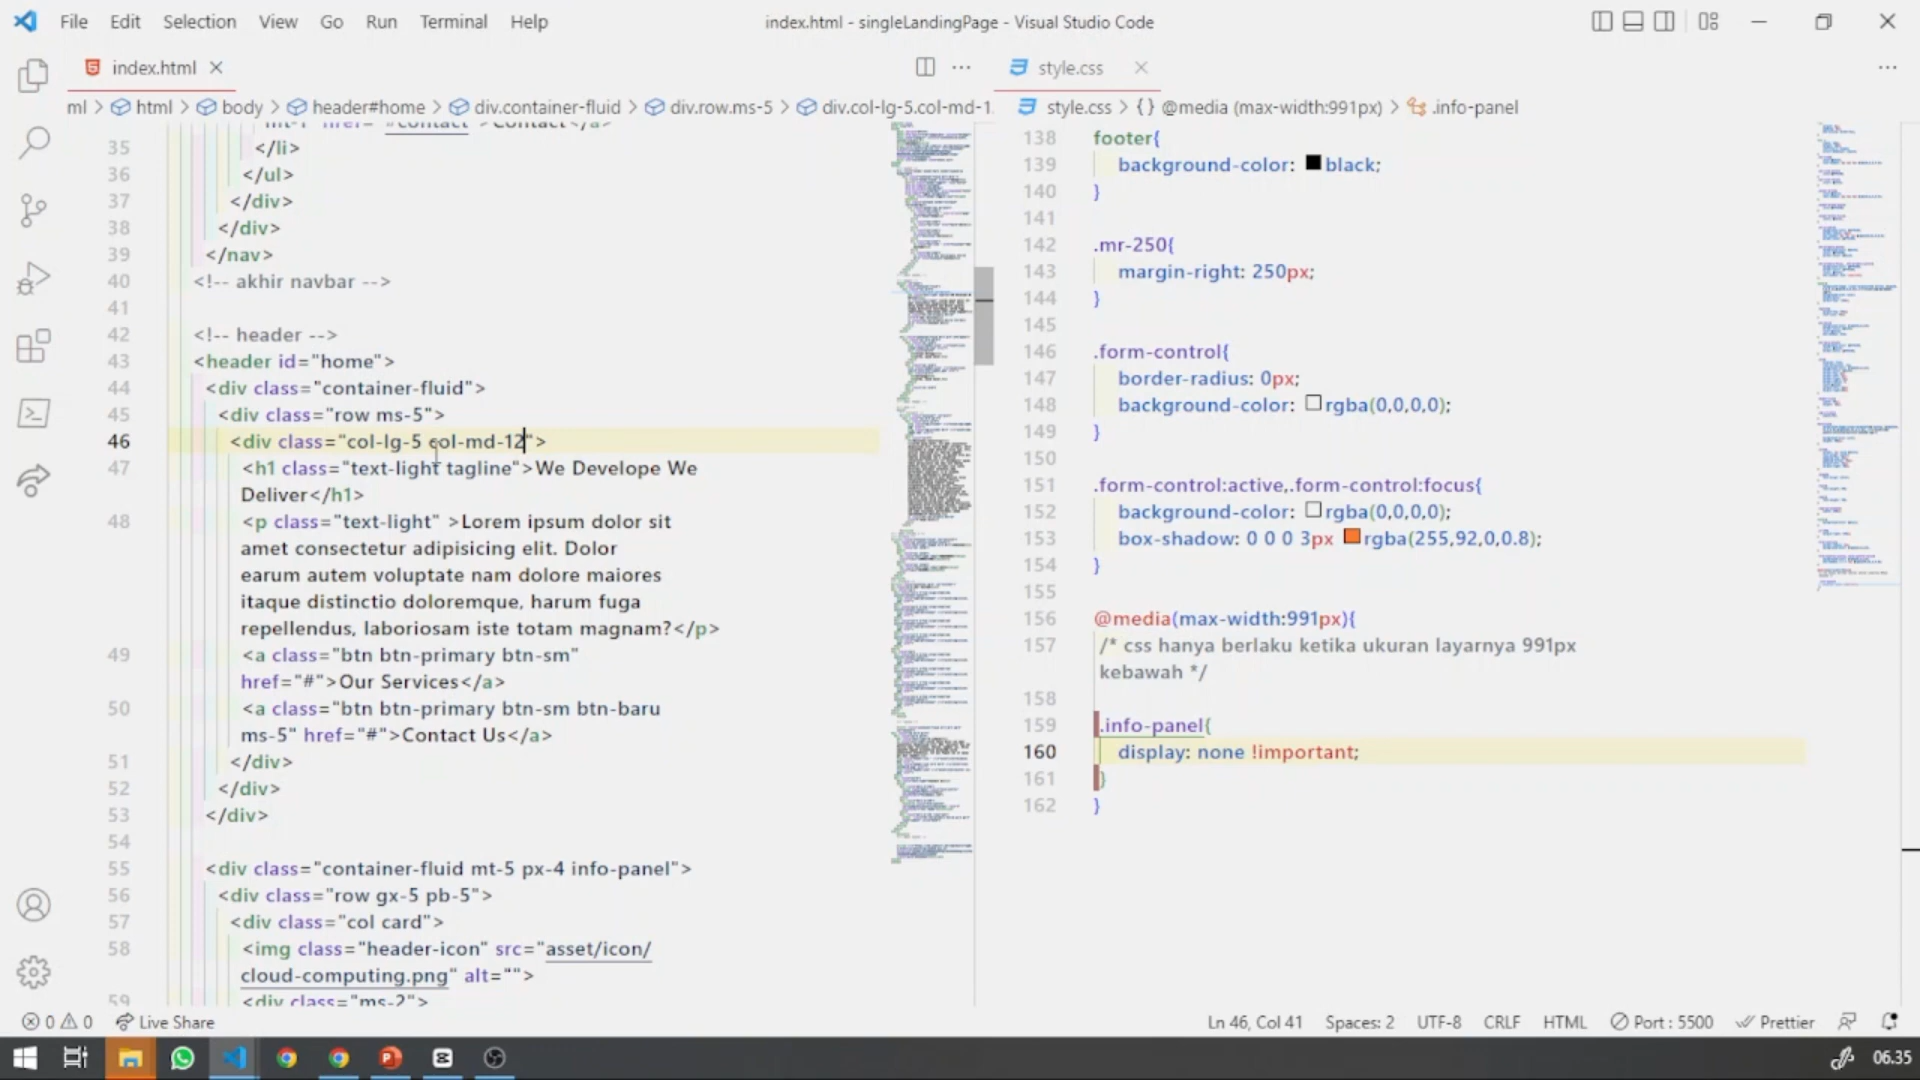 File Edit Selection View Go Run Terminal Help
index.html - singleLandingPage - Visual Studio Code
index.html
ml > html > body > header#home > div.container-fluid > div.row.ms-5 > div.col-lg-5.col-md-1
mt-1" href="#contact">Contact</a>
35 </li>
36 </ul>
37 </div>
38 </div>
39 </nav>
40 <!-- akhir navbar -->
41
42 <!-- header -->
43 <header id="home">
44 <div class="container-fluid">
45 <div class="row ms-5">
46 <div class="col-lg-5 col-md-12">
47 <h1 class="text-light tagline">We Develope We
Deliver</h1>
48 <p class="text-light" >Lorem ipsum dolor sit
amet consectetur adipisicing elit. Dolor
earum autem voluptate nam dolore maiores
itaque distinctio doloremque, harum fuga
repellendus, laboriosam iste totam magnam?</p>
49 <a class="btn btn-primary btn-sm"
href="#">Our Services</a>
50 <a class="btn btn-primary btn-sm btn-baru
ms-5" href="#">Contact Us</a>
51 </div>
52 </div>
53 </div>
54
55 <div class="container-fluid mt-5 px-4 info-panel">
56 <div class="row gx-5 pb-5">
57 <div class="col card">
58 <img class="header-icon" src="asset/icon/
cloud-computing.png" alt="">
59 <div class="ms-2">
style.css
style.css > {} @media (max-width:991px) > .info-panel
138 footer{
139 background-color: black;
140 }
141
142 .mr-250{
143 margin-right: 250px;
144 }
145
146 .form-control{
147 border-radius: 0px;
148 background-color: rgba(0,0,0,0);
149 }
150
151 .form-control:active,.form-control:focus{
152 background-color: rgba(0,0,0,0);
153 box-shadow: 0 0 0 3px rgba(255,92,0,0.8);
154 }
155
156 @media(max-width:991px){
157 /* css hanya berlaku ketika ukuran layarnya 991px
kebawah */
158
159 .info-panel{
160 display: none !important;
161 }
162 }
0 0 Live Share
Ln 46, Col 41 Spaces: 2 UTF-8 CRLF HTML Port : 5500 Prettier
06.35